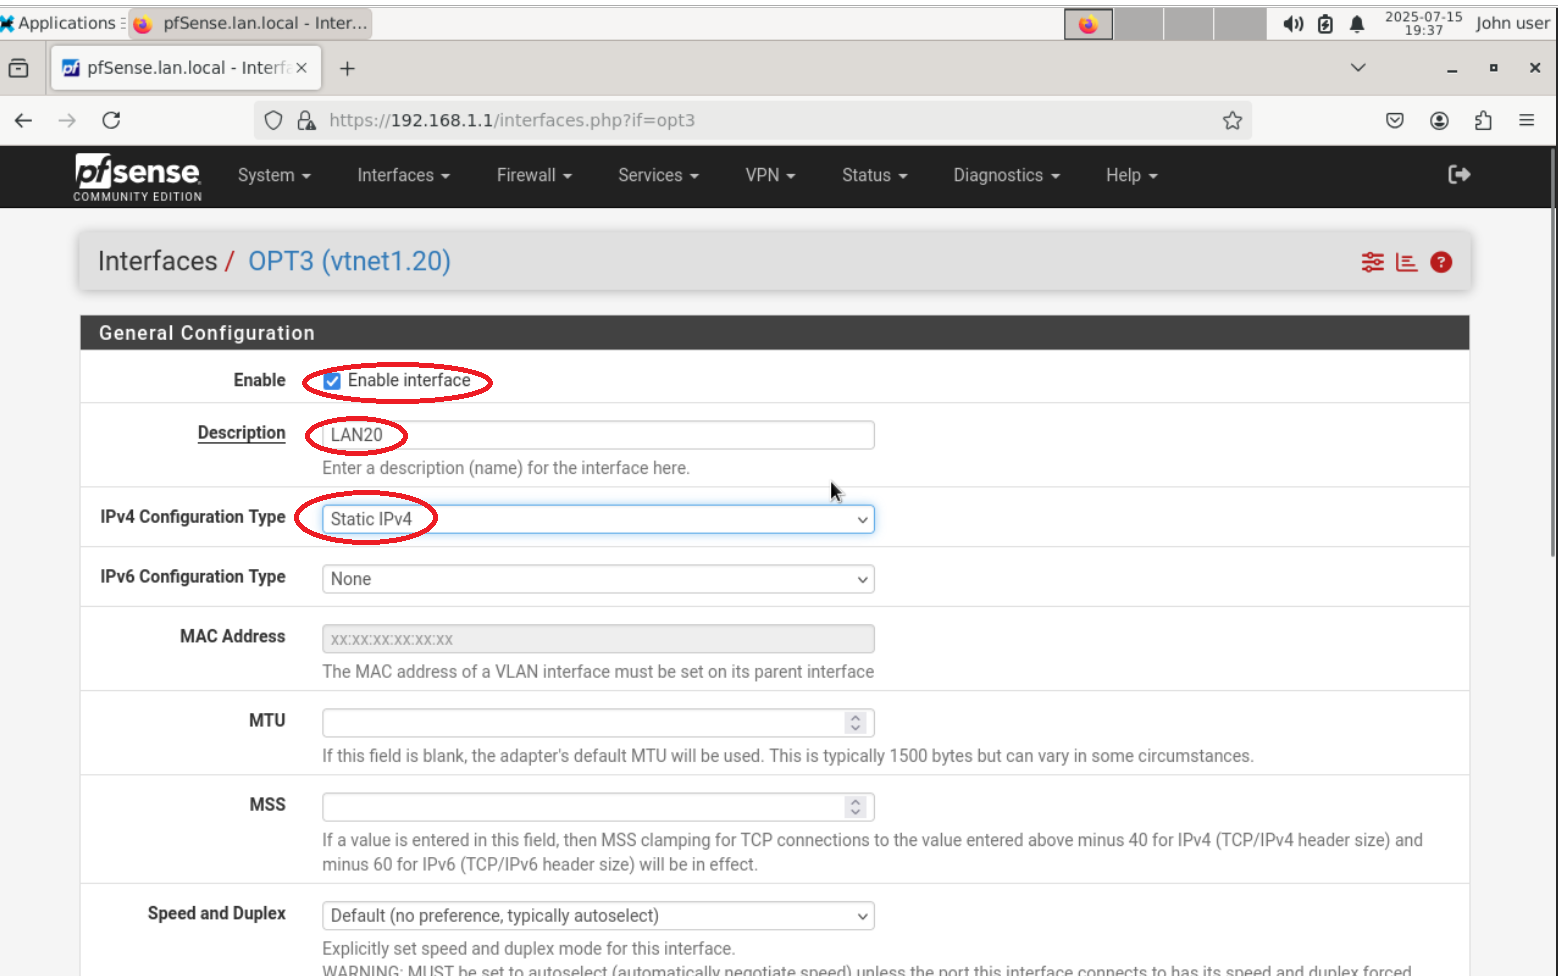 Applications
pfSense.lan.local - Inter...
2025-07-15
19:37
John user
pfSense.lan.local - Interfa
https://192.168.1.1/interfaces.php?if=opt3
pfsense
COMMUNITY EDITION
System
Interfaces
Firewall
Services
VPN
Status
Diagnostics
Help
Interfaces / OPT3 (vtnet1.20)
General Configuration
Enable
Enable interface
Description
LAN20
Enter a description (name) for the interface here.
IPv4 Configuration Type
Static IPv4
IPv6 Configuration Type
None
MAC Address
xx:xx:xx:xx:xx:xx
The MAC address of a VLAN interface must be set on its parent interface
MTU
If this field is blank, the adapter's default MTU will be used. This is typically 1500 bytes but can vary in some circumstances.
MSS
If a value is entered in this field, then MSS clamping for TCP connections to the value entered above minus 40 for IPv4 (TCP/IPv4 header size) and
minus 60 for IPv6 (TCP/IPv6 header size) will be in effect.
Speed and Duplex
Default (no preference, typically autoselect)
Explicitly set speed and duplex mode for this interface.
WARNING: MUST be set to autoselect (automatically negotiate speed) unless the port this interface connects to has its speed and duplex forced